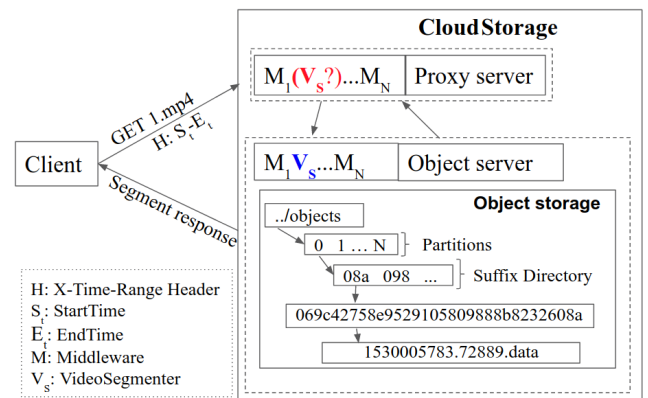 CloudStorage
M1(VS?)...MN Proxy server
GET 1.mp4
H: St-Et
Client
M1VS...MN Object server
Segment response
Object storage
../objects
0 1 ... N Partitions
08a 098 ... Suffix Directory
069c42758e9529105809888b8232608a
1530005783.72889.data
H: X-Time-Range Header
St: StartTime
Et: EndTime
M: Middleware
VS: VideoSegmenter